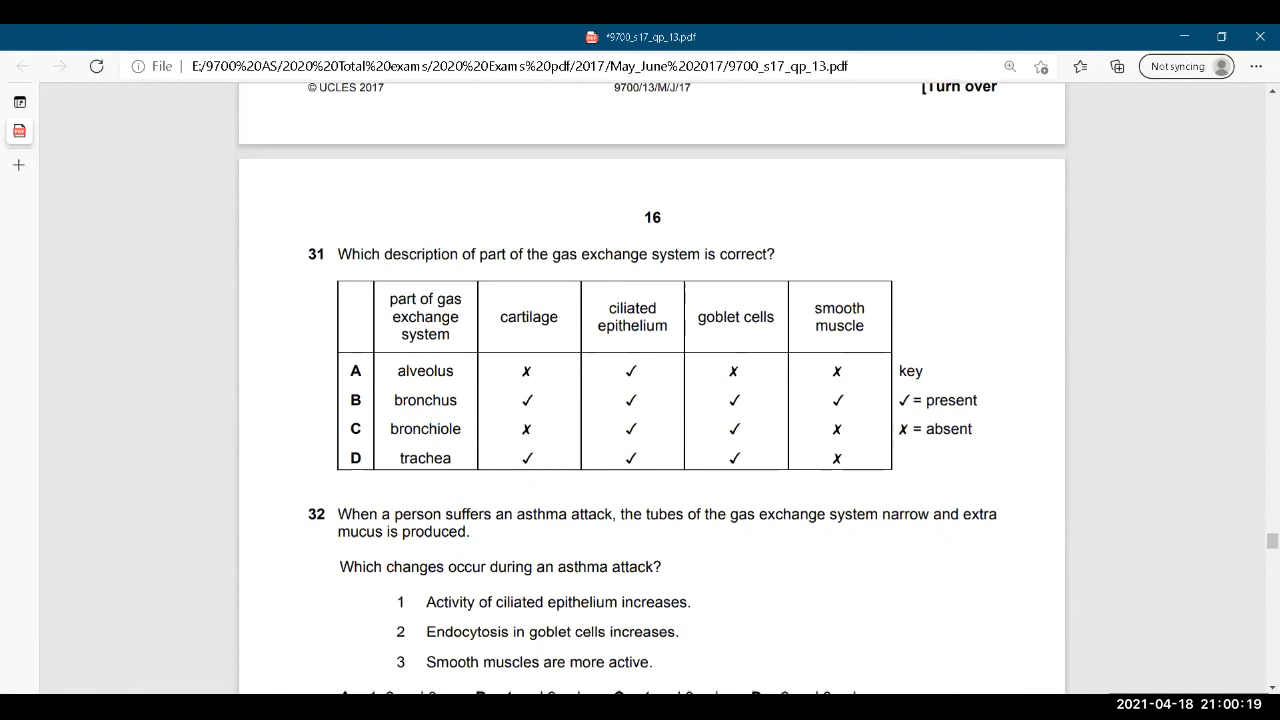 *9700_s17_qp_13.pdf
File | E:/9700%20AS/2020%20Total%20exams/2020%20Exams%20pdf/2017/May_June%202017/9700_s17_qp_13.pdf
Not syncing
© UCLES 2017 9700/13/M/J/17 [Turn over
16
31 Which description of part of the gas exchange system is correct?
part of gas exchange system cartilage ciliated epithelium goblet cells smooth muscle
A alveolus ✗ ✓ ✗ ✗ key
B bronchus ✓ ✓ ✓ ✓ ✓ = present
C bronchiole ✗ ✓ ✓ ✗ ✗ = absent
D trachea ✓ ✓ ✓ ✗
32 When a person suffers an asthma attack, the tubes of the gas exchange system narrow and extra
mucus is produced.
Which changes occur during an asthma attack?
1 Activity of ciliated epithelium increases.
2 Endocytosis in goblet cells increases.
3 Smooth muscles are more active.
2021-04-18 21:00:19